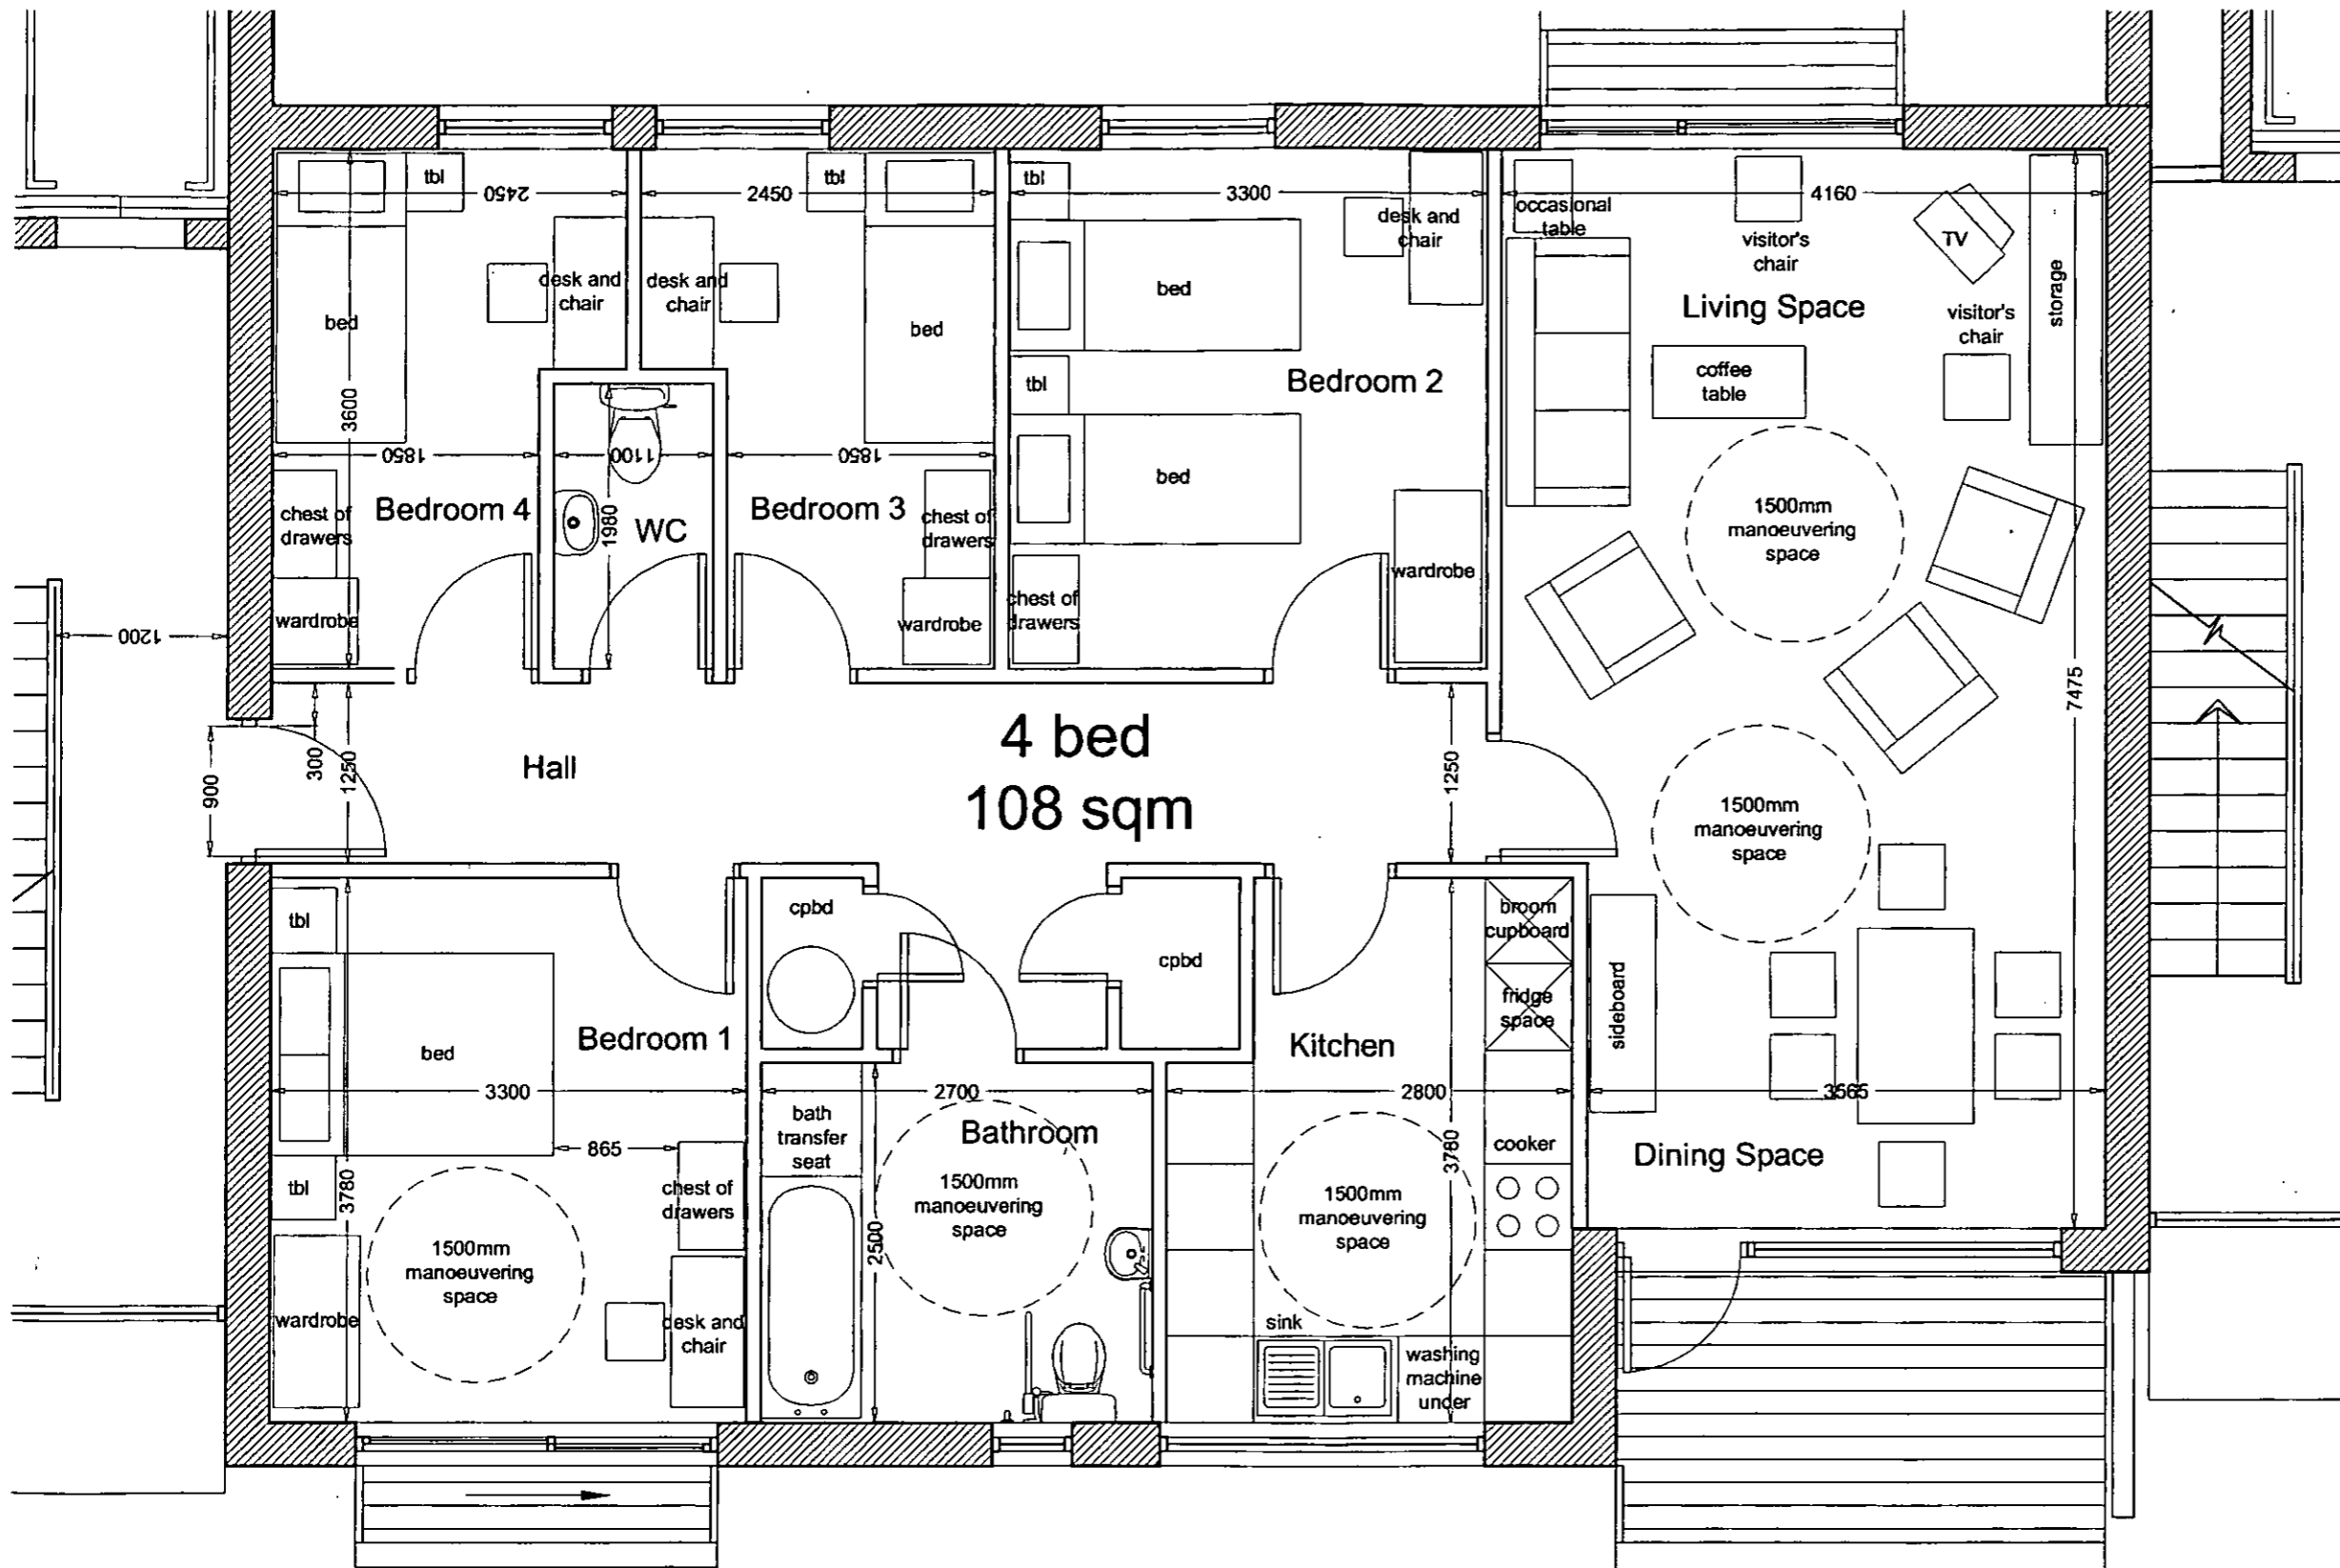 tbl
2450
2450
tbl
tbl
3300
desk and
chair
occasional
table
4160
visitor's
chair
TV
storage
desk and
chair
desk and
chair
bed
bed
bed
Living Space
visitor's
chair
bed
3600
tbl
Bedroom 2
coffee
table
1850
1100
1850
bed
Bedroom 4
WC
1980
Bedroom 3
chest of
drawers
chest of
drawers
1500mm
manoeuvering
space
wardrobe
wardrobe
chest of
drawers
wardrobe
1200
7475
900
300
1250
Hall
4 bed
108 sqm
1250
1500mm
manoeuvering
space
tbl
cpbd
cpbd
broom
cupboard
fridge
space
sideboard
bed
Bedroom 1
Kitchen
3300
2700
2800
3565
865
bath
transfer
seat
Bathroom
cooker
3780
Dining Space
tbl
3780
chest of
drawers
1500mm
manoeuvering
space
1500mm
manoeuvering
space
2500
1500mm
manoeuvering
space
wardrobe
desk and
chair
sink
washing
machine
under